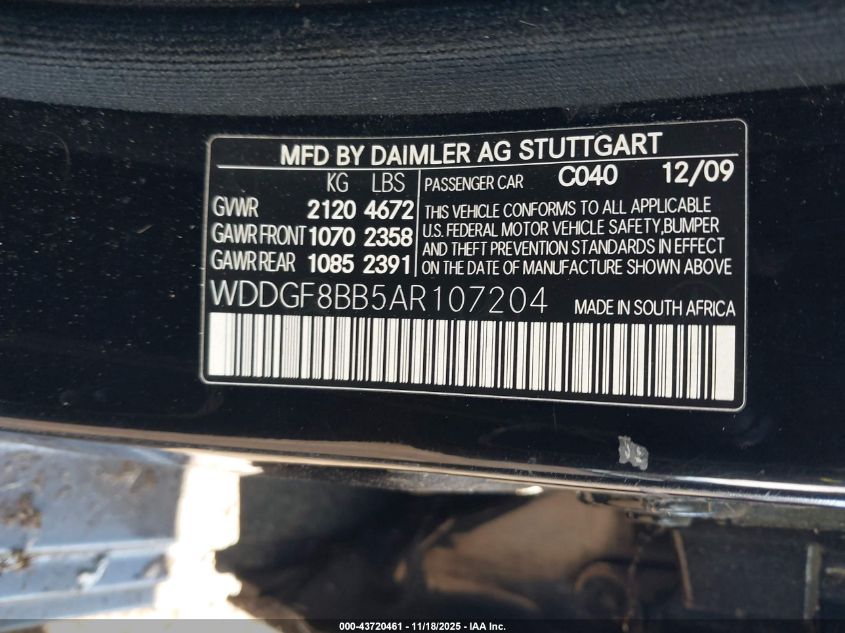 MFD BY DAIMLER AG STUTTGART
KG LBS
GVWR 2120 4672
GAWR FRONT 1070 2358
GAWR REAR 1085 2391
PASSENGER CAR C040 12/09
THIS VEHICLE CONFORMS TO ALL APPLICABLE
U.S. FEDERAL MOTOR VEHICLE SAFETY,BUMPER
AND THEFT PREVENTION STANDARDS IN EFFECT
ON THE DATE OF MANUFACTURE SHOWN ABOVE
WDDGF8BB5AR107204 MADE IN SOUTH AFRICA
000-43720461 - 11/18/2025 - IAA Inc.